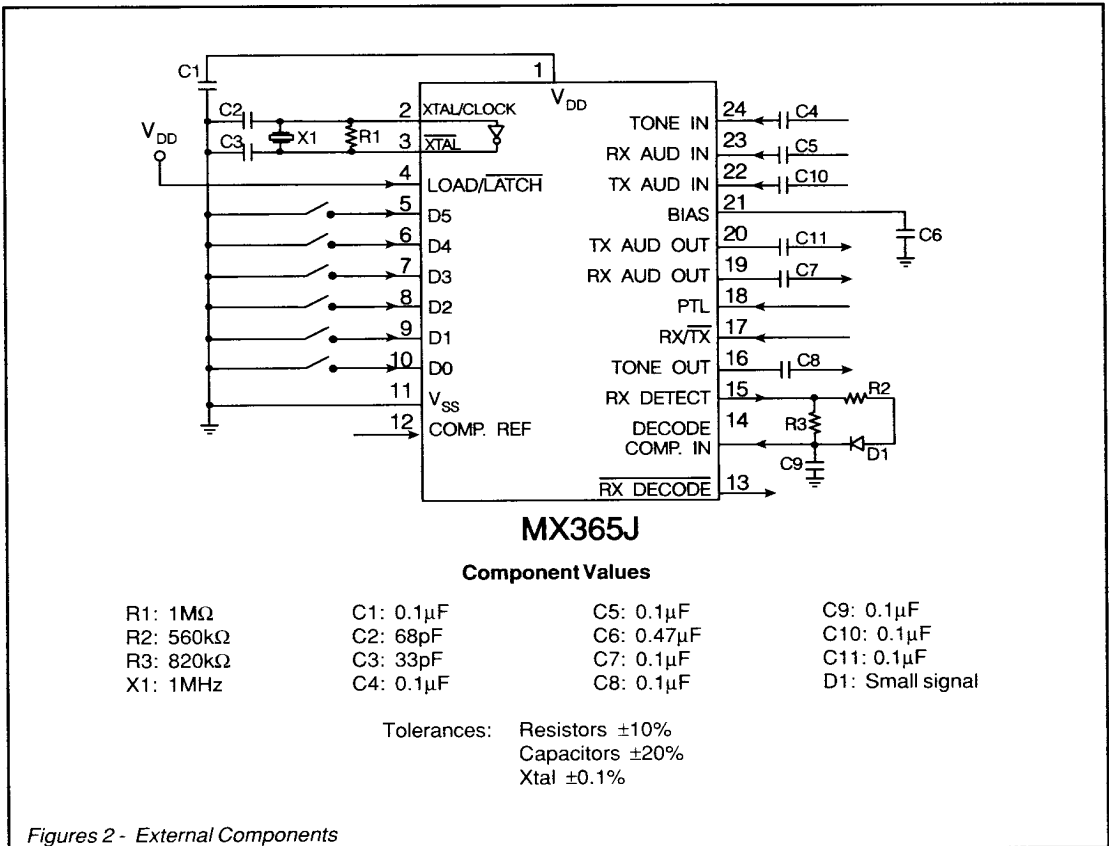 C1
1
V_DD
C2
2
XTAL/CLOCK
V_DD
X1
R1
C3
3
X̅T̅A̅L̅
4
LOAD/L̅A̅T̅C̅H̅
5
D5
6
D4
7
D3
8
D2
9
D1
10
D0
11
V_SS
12
COMP. REF
TONE IN
24
C4
RX AUD IN
23
C5
TX AUD IN
22
C10
BIAS
21
C6
TX AUD OUT
20
C11
RX AUD OUT
19
C7
PTL
18
RX/T̅X̅
17
TONE OUT
16
C8
RX DETECT
15
R2
R3
DECODE
COMP. IN
14
D1
C9
R̅X̅ D̅E̅C̅O̅D̅E̅
13
MX365J
Component Values
R1: 1MΩ
R2: 560kΩ
R3: 820kΩ
X1: 1MHz
C1: 0.1µF
C2: 68pF
C3: 33pF
C4: 0.1µF
C5: 0.1µF
C6: 0.47µF
C7: 0.1µF
C8: 0.1µF
C9: 0.1µF
C10: 0.1µF
C11: 0.1µF
D1: Small signal
Tolerances: Resistors ±10%
Capacitors ±20%
Xtal ±0.1%
Figures 2 - External Components